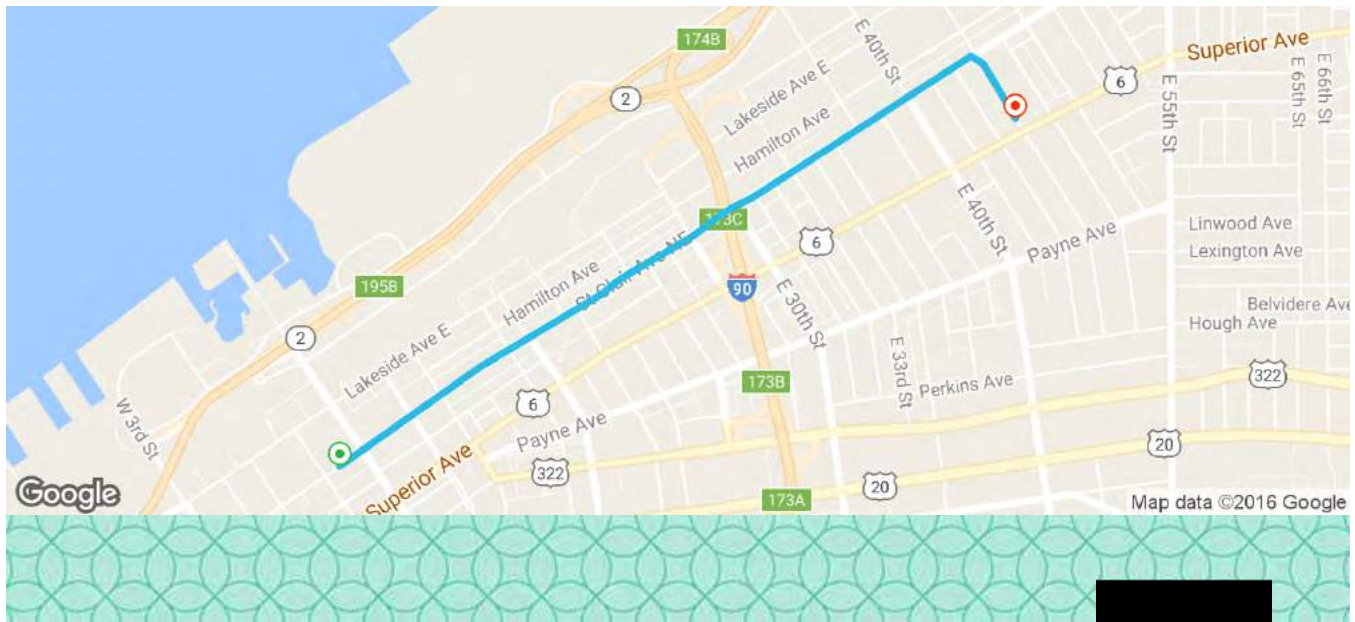 174B
E 40th St
Superior Ave
6
2
Lakeside Ave E
Hamilton Ave
E 55th St
E 65th St
E 66th St
173C
6
E 40th St
Payne Ave
Linwood Ave
Lexington Ave
St Clair Ave NE
Hamilton Ave
195B
90
E 30th St
Belvidere Ave
Hough Ave
2
Lakeside Ave E
E 33rd St
173B
Perkins Ave
322
W 3rd St
6
Payne Ave
Superior Ave
322
20
20
173A
Google
Map data ©2016 Google